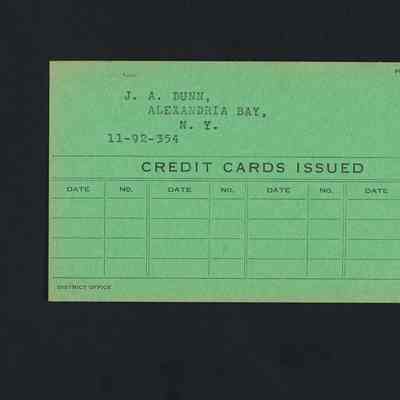 J. A. DUNN,
ALEXANDRIA BAY,
N. Y.
11-92-354
CREDIT CARDS ISSUED
DATE NO. DATE NO. DATE NO. DATE
DISTRICT OFFICE